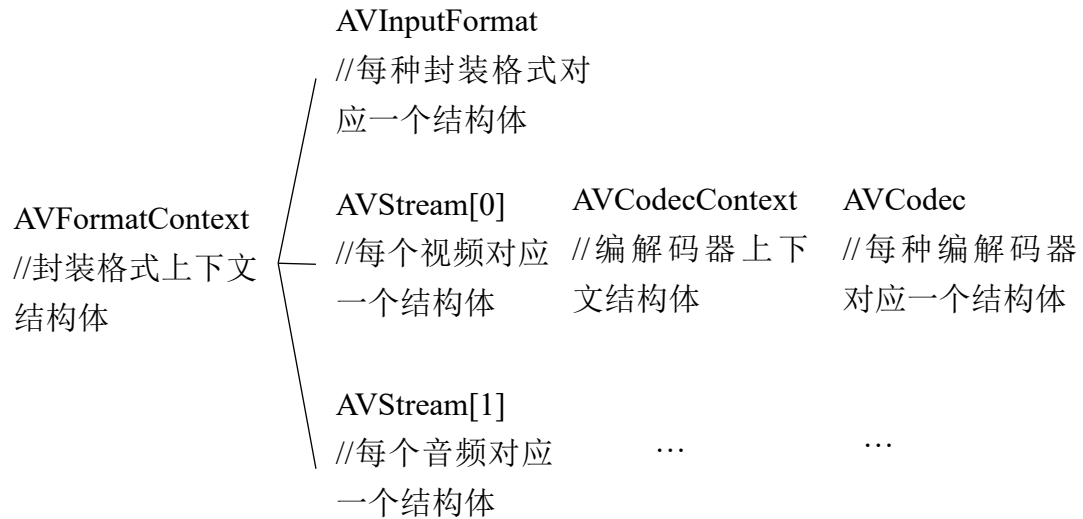 AVInputFormat
//每种封装格式对
应一个结构体
AVFormatContext
//封装格式上下文
结构体
AVStream[0]
//每个视频对应
一个结构体
AVCodecContext
//编解码器上下
文结构体
AVCodec
//每种编解码器
对应一个结构体
AVStream[1]
//每个音频对应
一个结构体
…
…